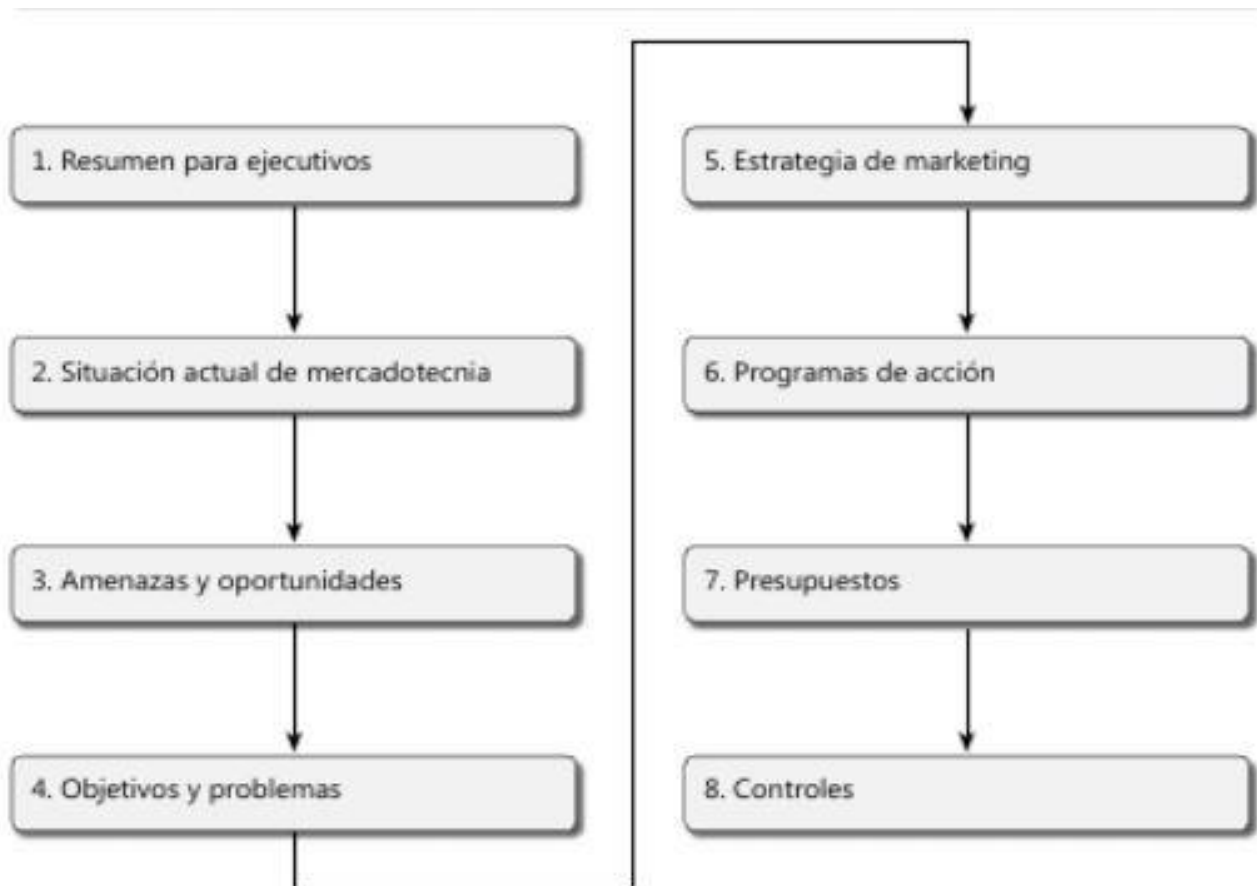 1. Resumen para ejecutivos
2. Situación actual de mercadotecnia
3. Amenazas y oportunidades
4. Objetivos y problemas
5. Estrategia de marketing
6. Programas de acción
7. Presupuestos
8. Controles